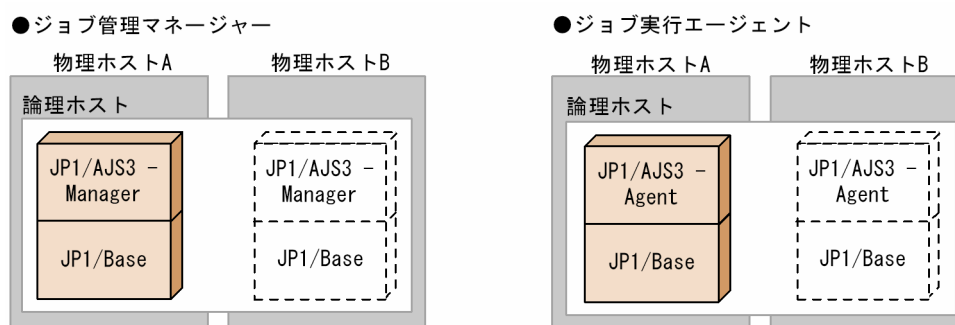 ●ジョブ管理マネージャー
物理ホストA
物理ホストB
論理ホスト
JP1/AJS3 -
Manager
JP1/Base
JP1/AJS3 -
Manager
JP1/Base
●ジョブ実行エージェント
物理ホストA
物理ホストB
論理ホスト
JP1/AJS3 -
Agent
JP1/Base
JP1/AJS3 -
Agent
JP1/Base